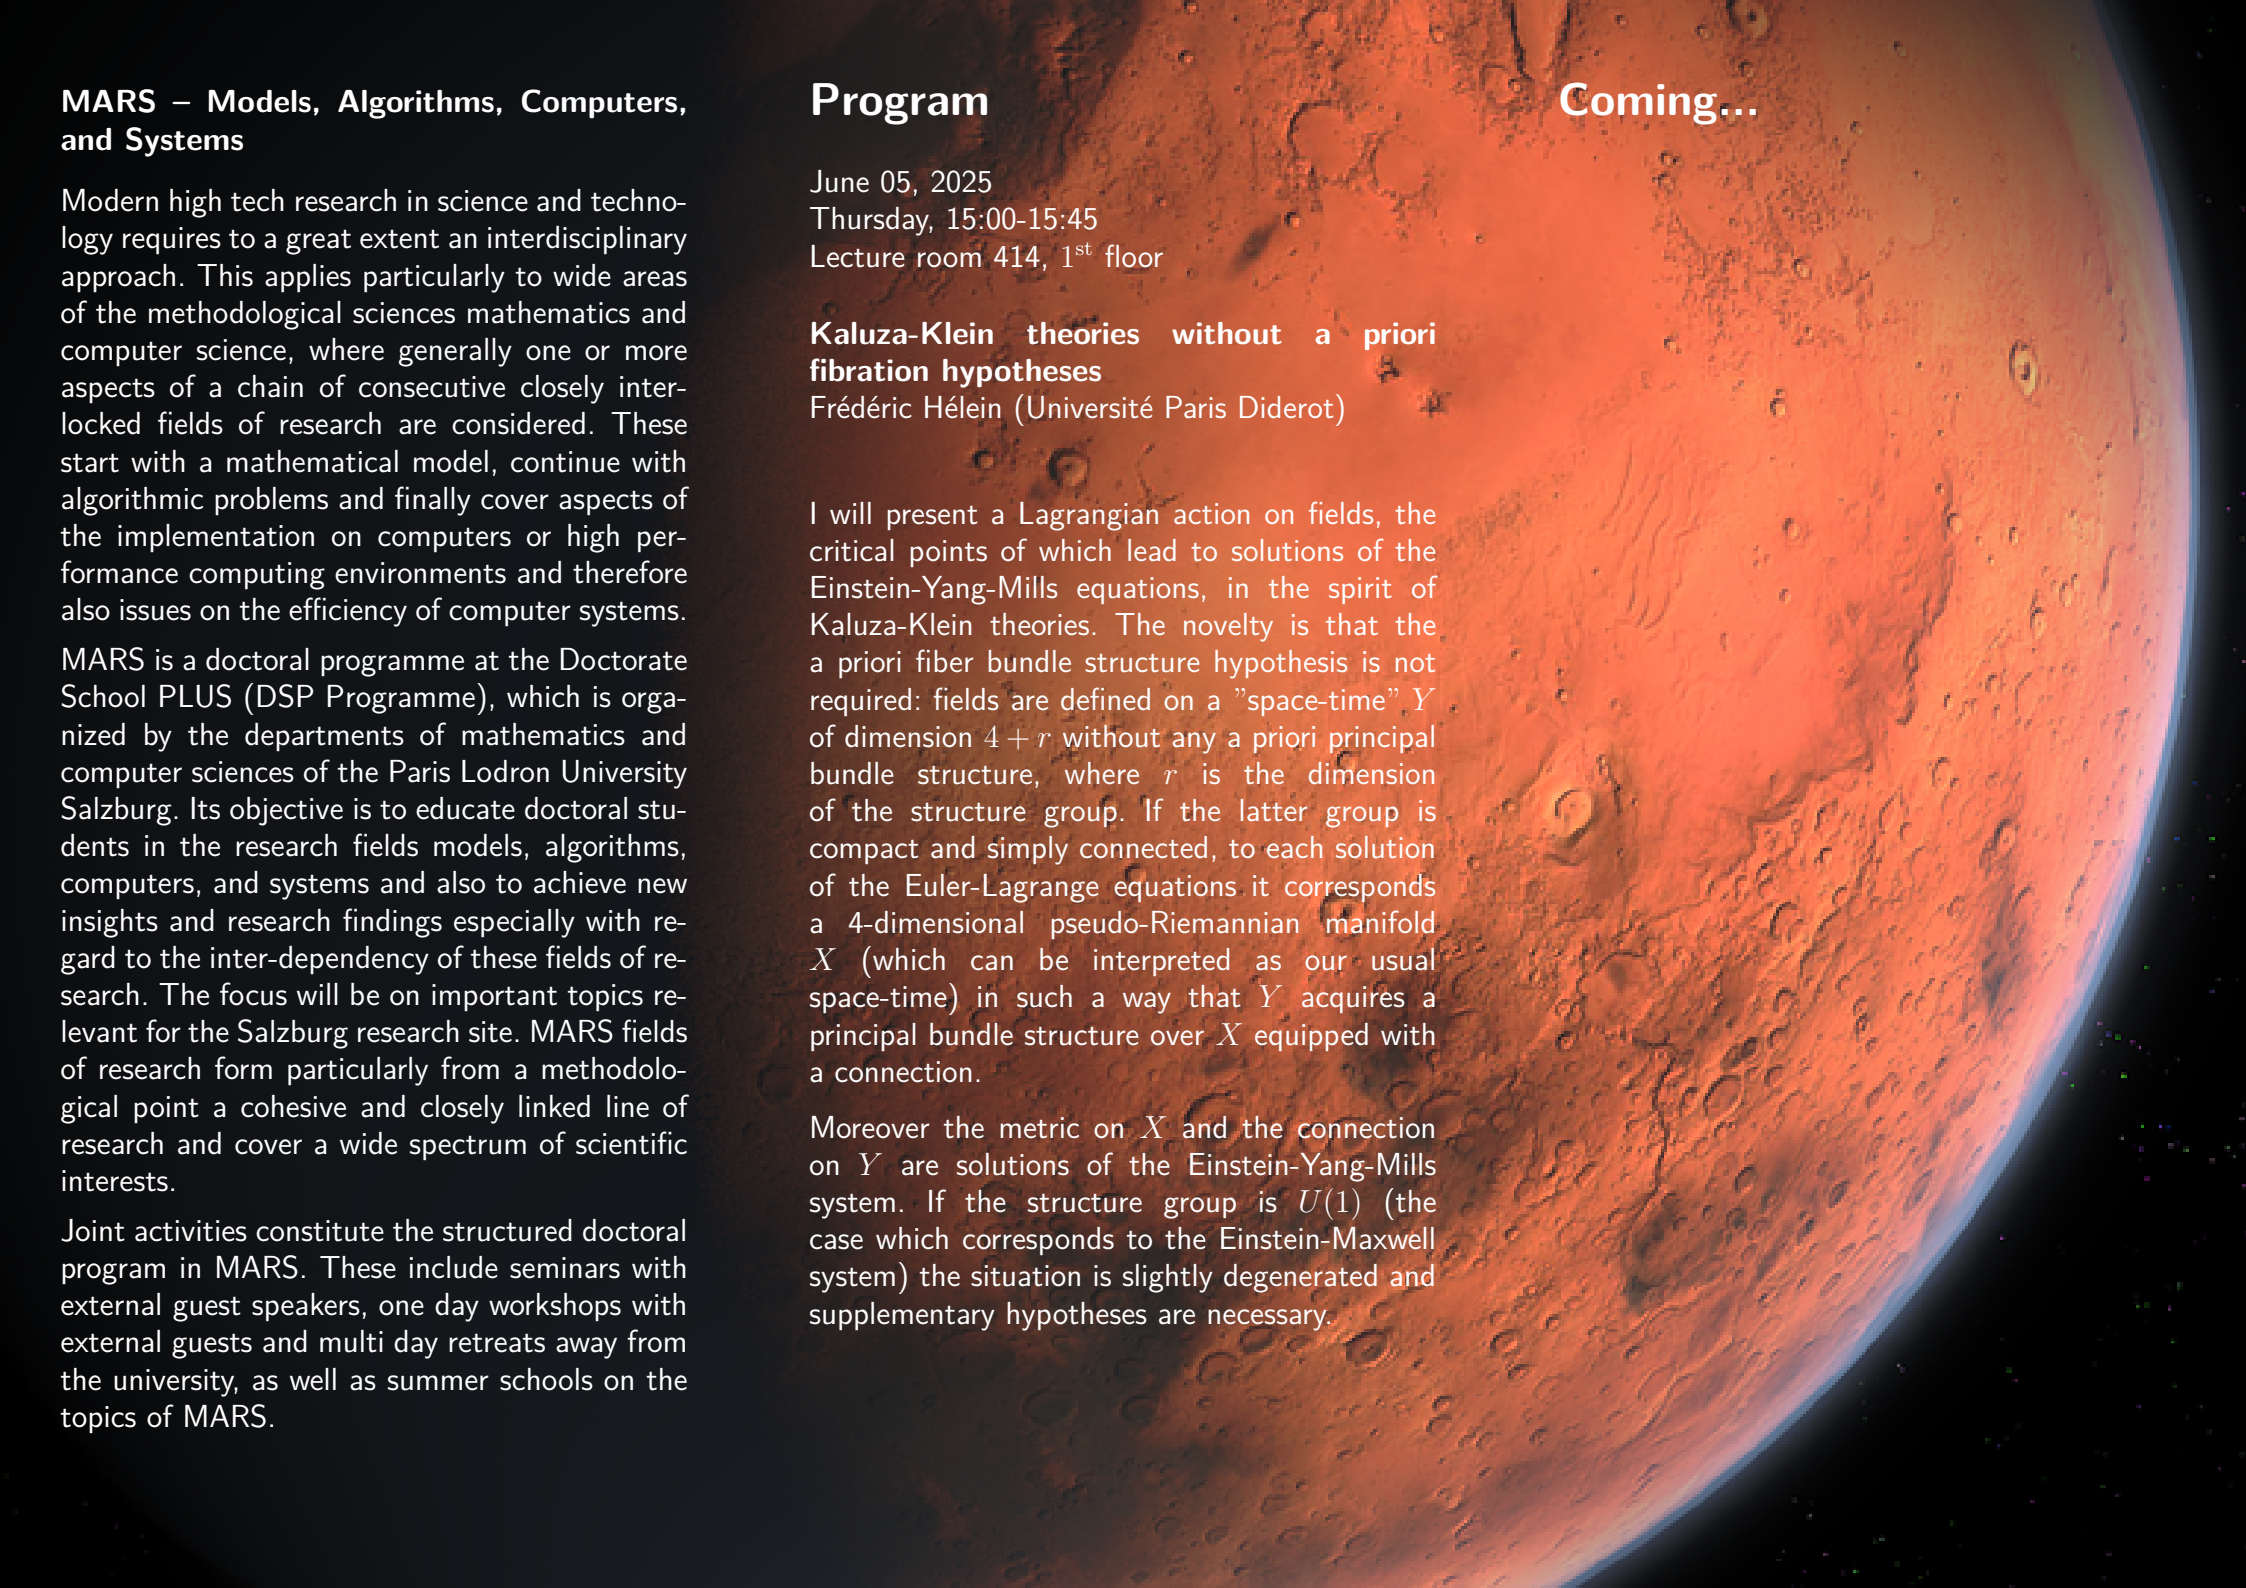 MARS – Models, Algorithms, Computers,
and Systems
Modern high tech research in science and techno-
logy requires to a great extent an interdisciplinary
approach. This applies particularly to wide areas
of the methodological sciences mathematics and
computer science, where generally one or more
aspects of a chain of consecutive closely inter-
locked fields of research are considered. These
start with a mathematical model, continue with
algorithmic problems and finally cover aspects of
the implementation on computers or high per-
formance computing environments and therefore
also issues on the efficiency of computer systems.
MARS is a doctoral programme at the Doctorate
School PLUS (DSP Programme), which is orga-
nized by the departments of mathematics and
computer sciences of the Paris Lodron University
Salzburg. Its objective is to educate doctoral stu-
dents in the research fields models, algorithms,
computers, and systems and also to achieve new
insights and research findings especially with re-
gard to the inter-dependency of these fields of re-
search. The focus will be on important topics re-
levant for the Salzburg research site. MARS fields
of research form particularly from a methodolo-
gical point a cohesive and closely linked line of
research and cover a wide spectrum of scientific
interests.
Joint activities constitute the structured doctoral
program in MARS. These include seminars with
external guest speakers, one day workshops with
external guests and multi day retreats away from
the university, as well as summer schools on the
topics of MARS.
Program
June 05, 2025
Thursday, 15:00-15:45
Lecture room 414, 1st floor
Kaluza-Klein theories without a priori
fibration hypotheses
Frédéric Hélein (Université Paris Diderot)
I will present a Lagrangian action on fields, the
critical points of which lead to solutions of the
Einstein-Yang-Mills equations, in the spirit of
Kaluza-Klein theories. The novelty is that the
a priori fiber bundle structure hypothesis is not
required: fields are defined on a ”space-time” Y
of dimension 4 + r without any a priori principal
bundle structure, where r is the dimension
of the structure group. If the latter group is
compact and simply connected, to each solution
of the Euler-Lagrange equations it corresponds
a 4-dimensional pseudo-Riemannian manifold
X (which can be interpreted as our usual
space-time) in such a way that Y acquires a
principal bundle structure over X equipped with
a connection.
Moreover the metric on X and the connection
on Y are solutions of the Einstein-Yang-Mills
system. If the structure group is U(1) (the
case which corresponds to the Einstein-Maxwell
system) the situation is slightly degenerated and
supplementary hypotheses are necessary.
Coming...